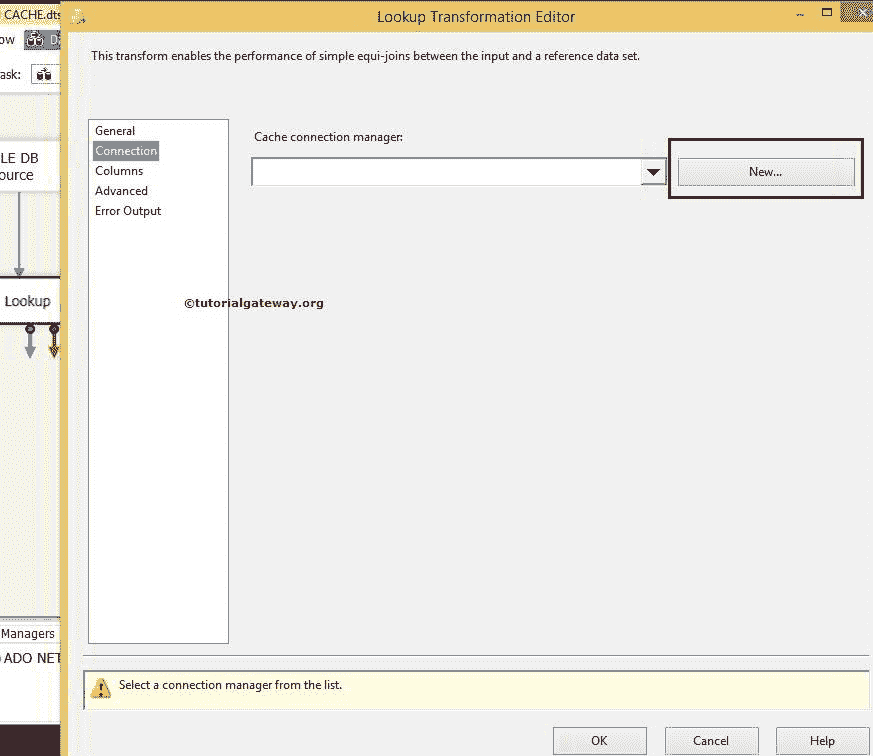 CACHE.dts
Lookup Transformation Editor
ow
ask:
This transform enables the performance of simple equi-joins between the input and a reference data set.
General
Connection
Columns
Advanced
Error Output
Cache connection manager:
New...
LE DB
ource
©tutorialgateway.org
Lookup
Managers
ADO NET
Select a connection manager from the list.
OK
Cancel
Help